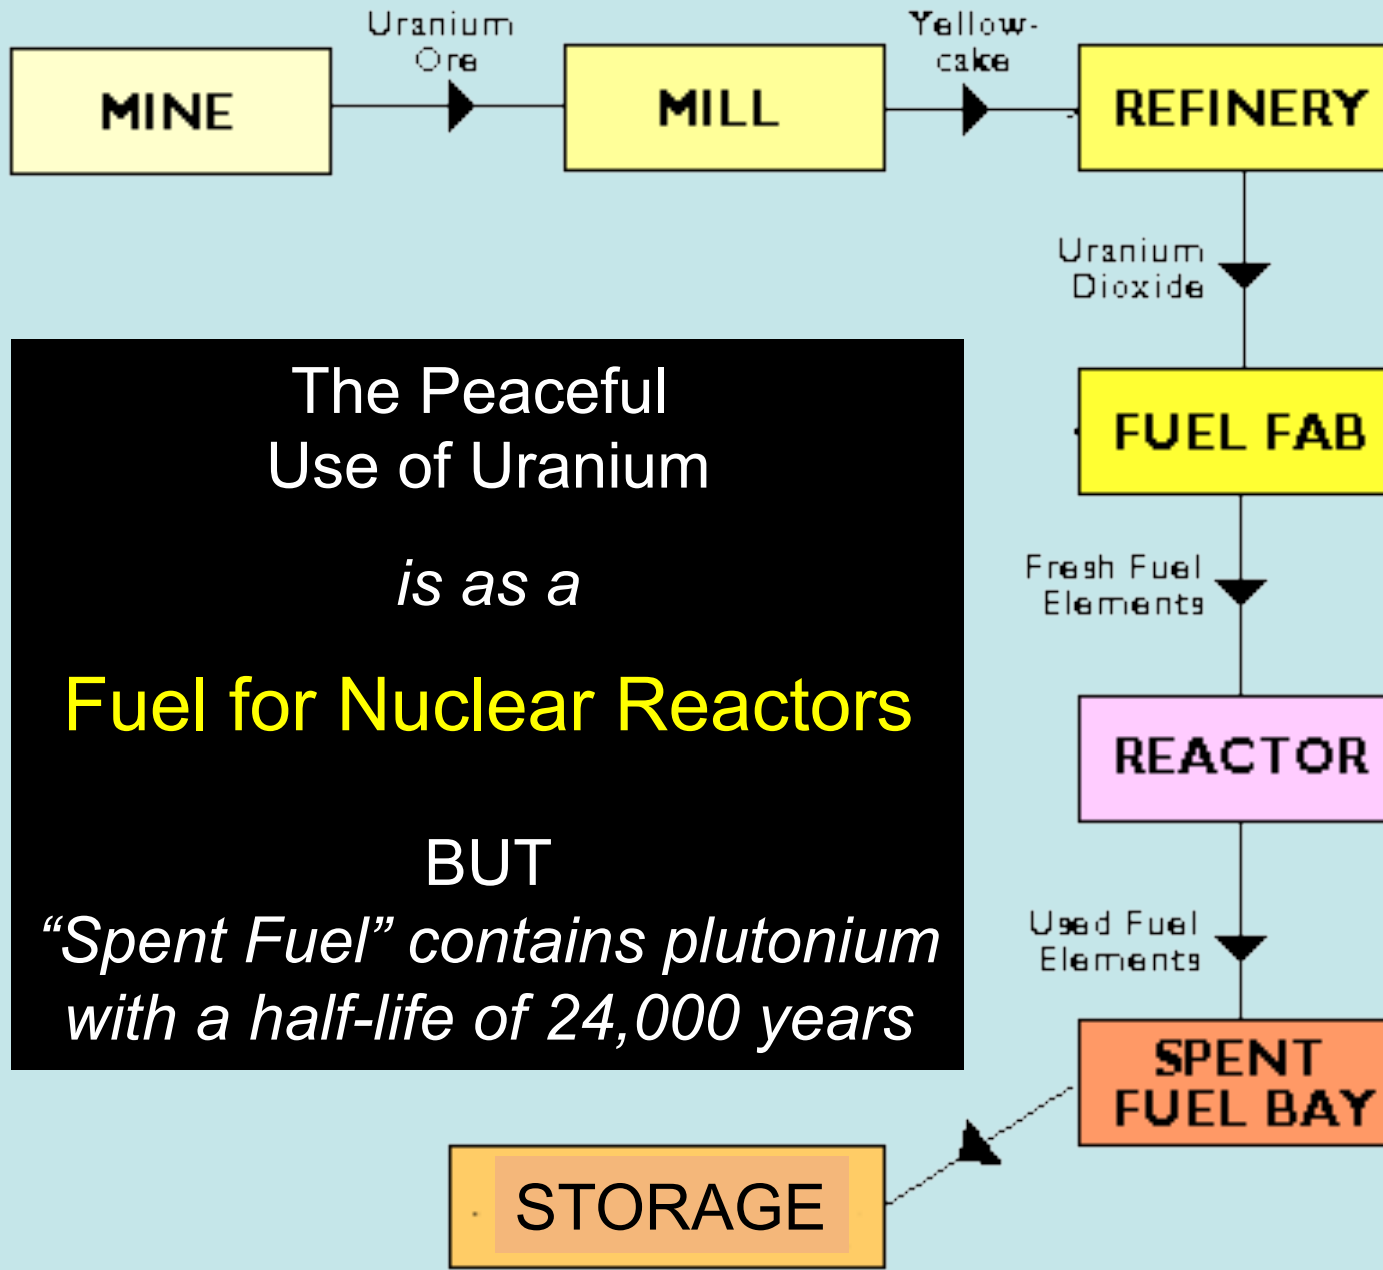 Uranium
Ore
Yellow-
cake
MINE
MILL
REFINERY
Uranium
Dioxide
The Peaceful
Use of Uranium
is as a
Fuel for Nuclear Reactors
BUT
“Spent Fuel” contains plutonium
with a half-life of 24,000 years
FUEL FAB
Fresh Fuel
Elements
REACTOR
Used Fuel
Elements
SPENT
FUEL BAY
STORAGE